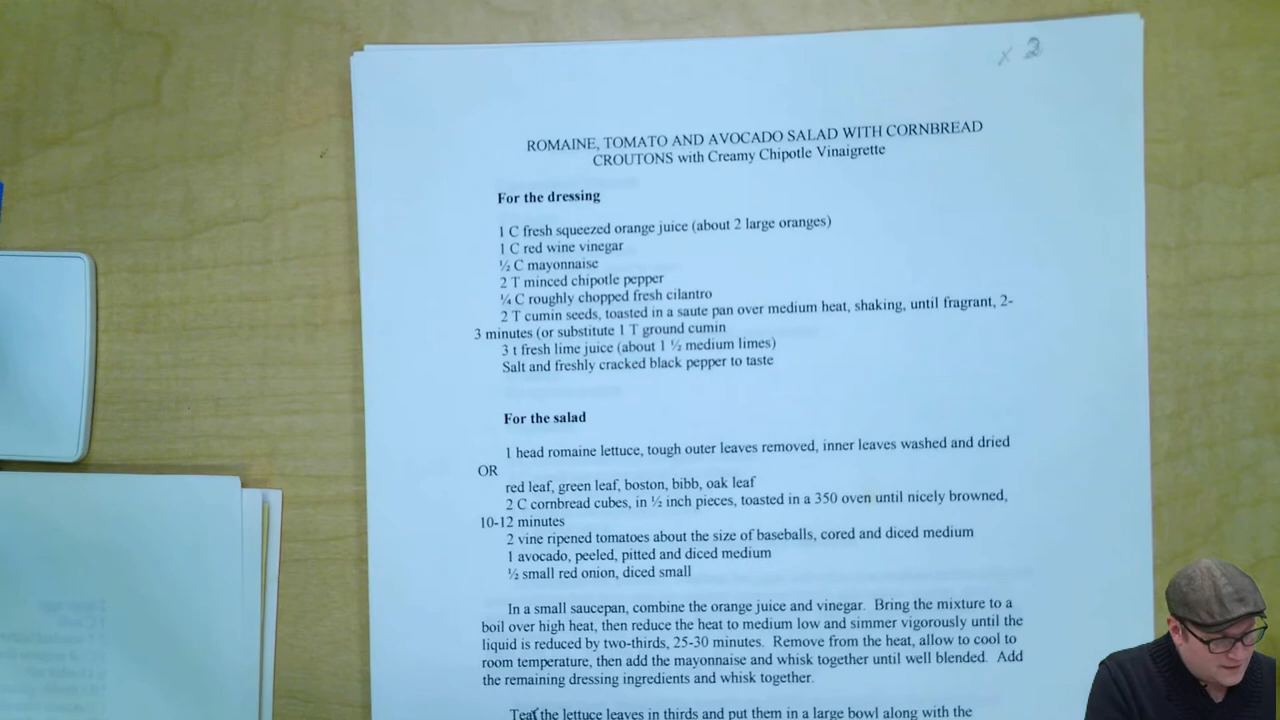 x 2
ROMAINE, TOMATO AND AVOCADO SALAD WITH CORNBREAD
CROUTONS with Creamy Chipotle Vinaigrette
For the dressing
1 C fresh squeezed orange juice (about 2 large oranges)
1 C red wine vinegar
½ C mayonnaise
2 T minced chipotle pepper
¼ C roughly chopped fresh cilantro
2 T cumin seeds, toasted in a saute pan over medium heat, shaking, until fragrant, 2-
3 minutes (or substitute 1 T ground cumin
3 t fresh lime juice (about 1 ½ medium limes)
Salt and freshly cracked black pepper to taste
For the salad
1 head romaine lettuce, tough outer leaves removed, inner leaves washed and dried
OR
red leaf, green leaf, boston, bibb, oak leaf
2 C cornbread cubes, in ½ inch pieces, toasted in a 350 oven until nicely browned,
10-12 minutes
2 vine ripened tomatoes about the size of baseballs, cored and diced medium
1 avocado, peeled, pitted and diced medium
½ small red onion, diced small
In a small saucepan, combine the orange juice and vinegar. Bring the mixture to a
boil over high heat, then reduce the heat to medium low and simmer vigorously until the
liquid is reduced by two-thirds, 25-30 minutes. Remove from the heat, allow to cool to
room temperature, then add the mayonnaise and whisk together until well blended. Add
the remaining dressing ingredients and whisk together.
Tear the lettuce leaves in thirds and put them in a large bowl along with the